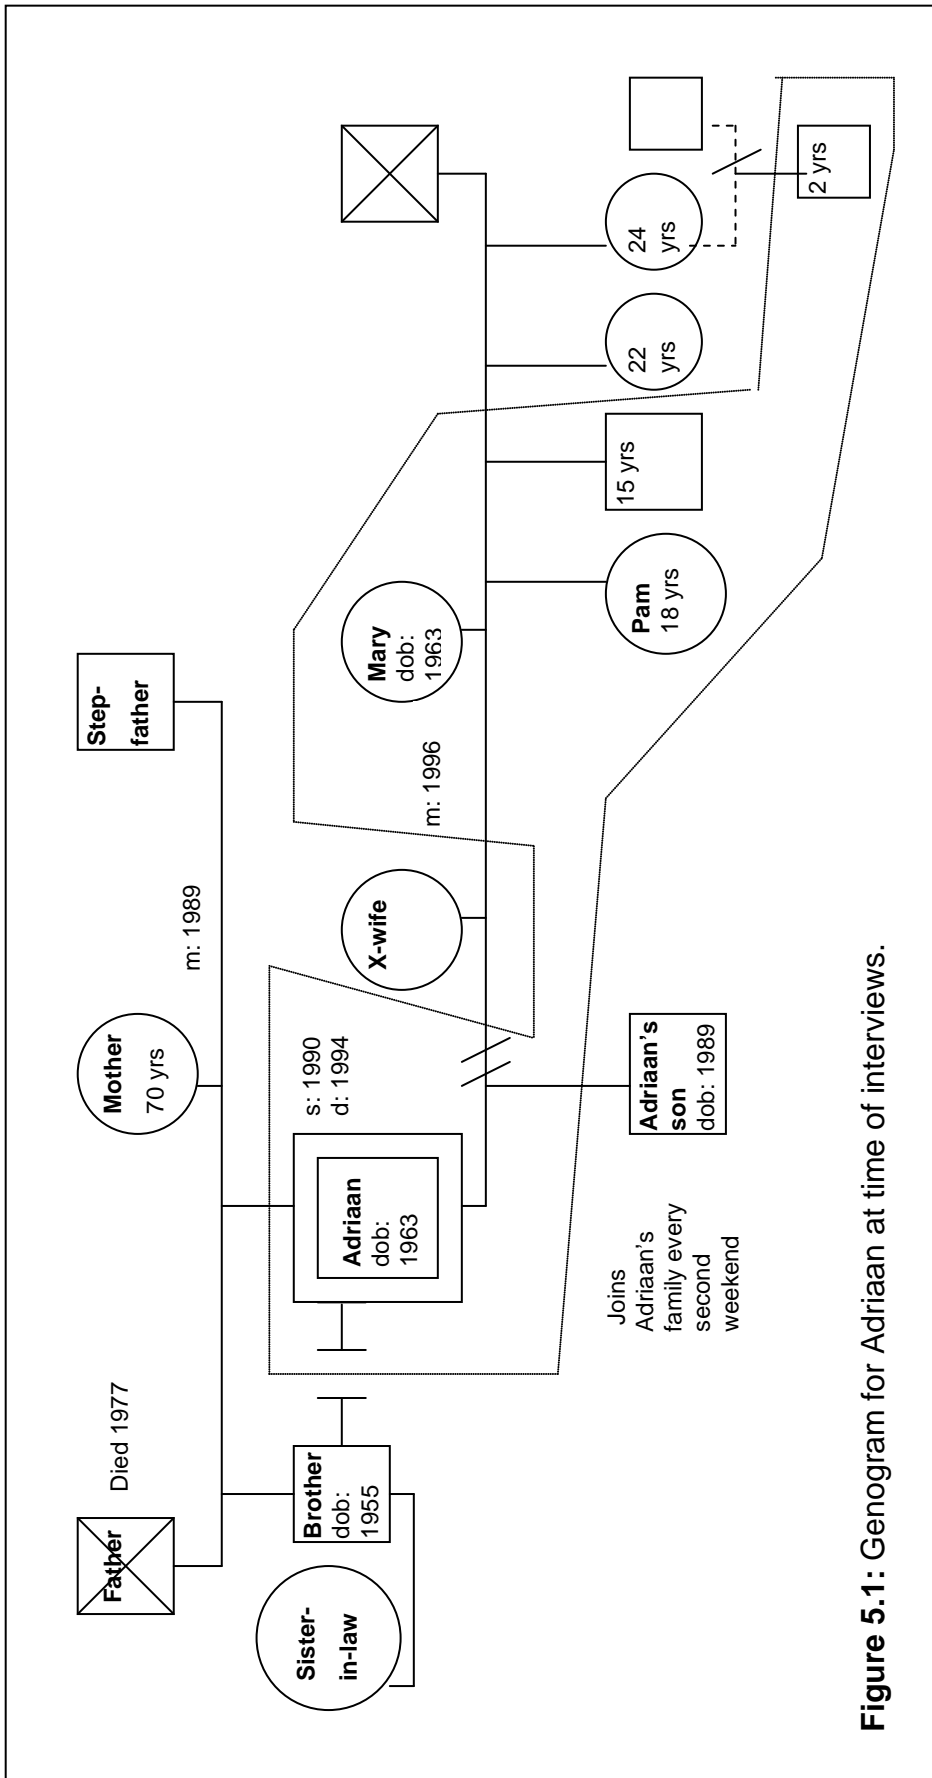 Father
Died 1977
Mother
70 yrs
m: 1989
Step-
father
Sister-
in-law
Brother
dob:
1955
Adriaan
dob:
1963
s: 1990
d: 1994
X-wife
m: 1996
Mary
dob:
1963
Joins
Adriaan's
family every
second
weekend
Adriaan's
son
dob: 1989
Pam
18 yrs
15 yrs
22
yrs
24
yrs
2 yrs
Figure 5.1: Genogram for Adriaan at time of interviews.